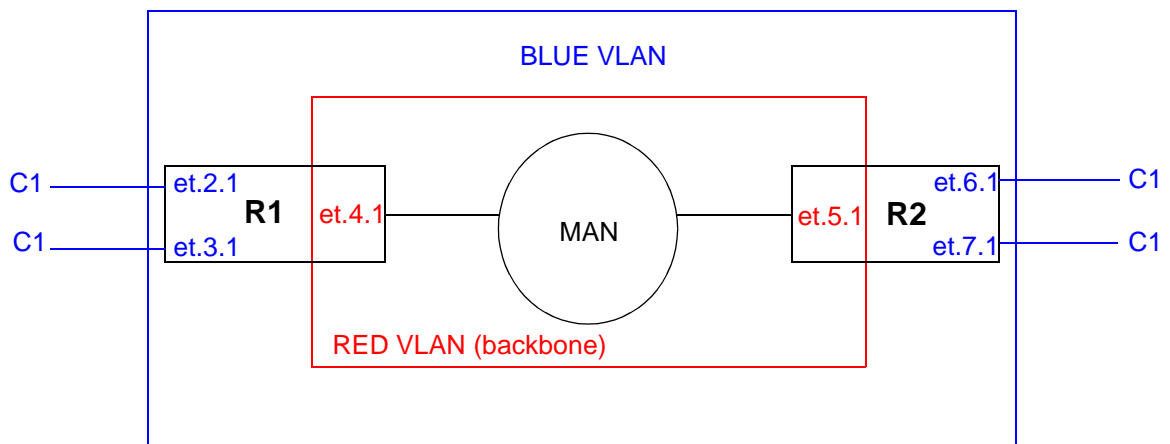 BLUE VLAN
C1
et.2.1
R1
et.4.1
C1
et.3.1
MAN
et.5.1
R2
et.6.1
C1
et.7.1
C1
RED VLAN (backbone)